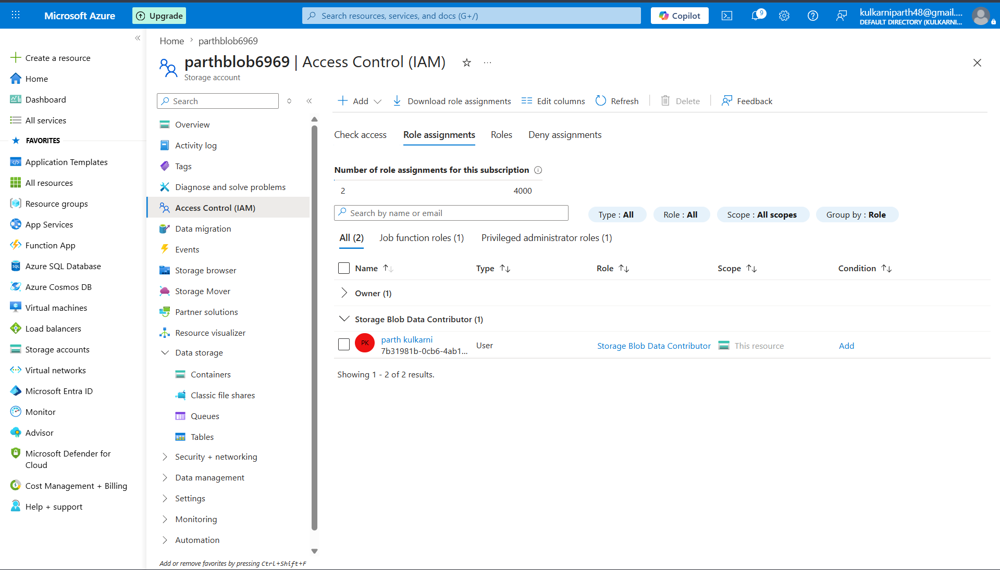 Microsoft Azure
Upgrade
Search resources, services, and docs (G+/)
Copilot
9
kulkarniparth48@gmail....
DEFAULT DIRECTORY (KULKARNI...
Create a resource
Home
Dashboard
All services
FAVORITES
Application Templates
All resources
Resource groups
App Services
Function App
Azure SQL Database
Azure Cosmos DB
Virtual machines
Load balancers
Storage accounts
Virtual networks
Microsoft Entra ID
Monitor
Advisor
Microsoft Defender for
Cloud
Cost Management + Billing
Help + support
Home > parthblob6969
parthblob6969 | Access Control (IAM)
Storage account
Search
Overview
Activity log
Tags
Diagnose and solve problems
Access Control (IAM)
Data migration
Events
Storage browser
Storage Mover
Partner solutions
Resource visualizer
Data storage
Containers
Classic file shares
Queues
Tables
Security + networking
Data management
Settings
Monitoring
Automation
Add or remove favorites by pressing Ctrl+Shift+F
Add Download role assignments Edit columns Refresh Delete Feedback
Check access Role assignments Roles Deny assignments
Number of role assignments for this subscription
2 4000
Search by name or email
Type : All Role : All Scope : All scopes Group by : Role
All (2) Job function roles (1) Privileged administrator roles (1)
Name Type Role Scope Condition
Owner (1)
Storage Blob Data Contributor (1)
PK parth kulkarni User Storage Blob Data Contributor This resource Add
7b31981b-0cb6-4ab1...
Showing 1 - 2 of 2 results.